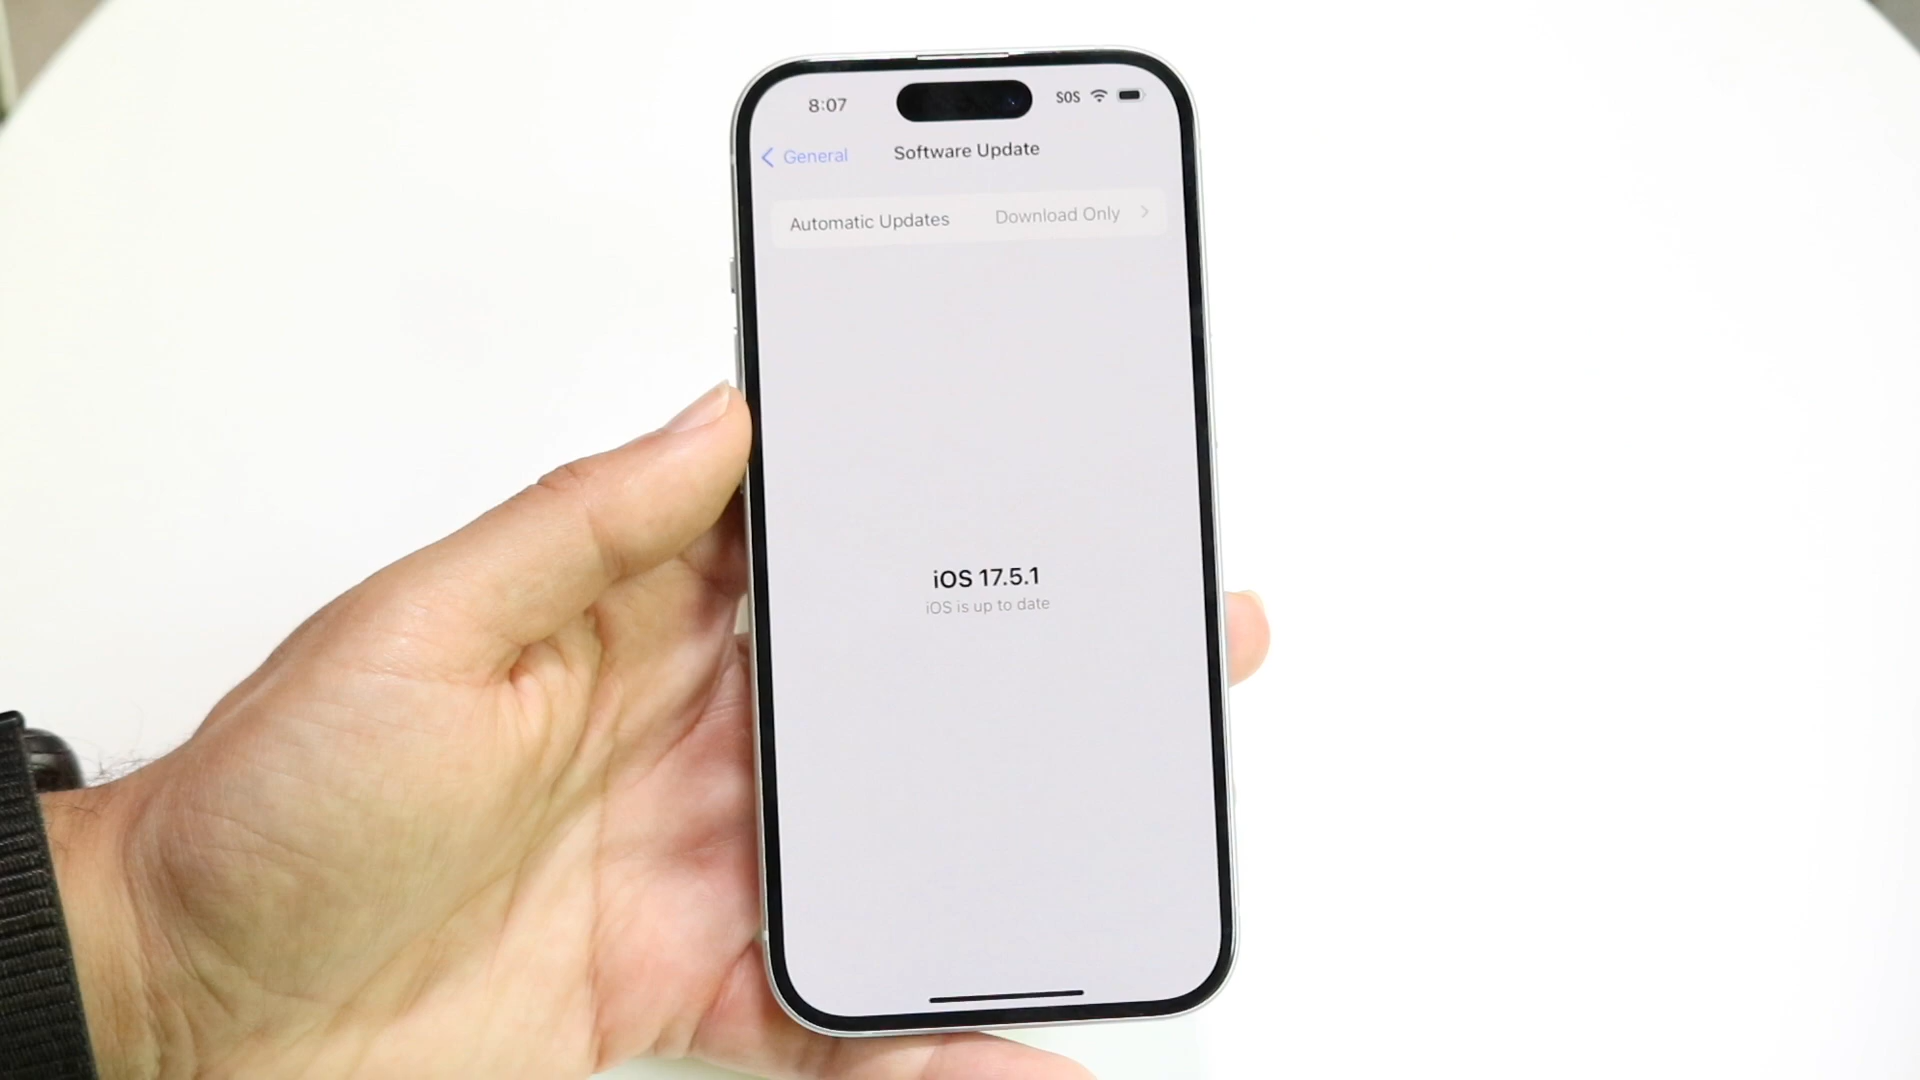 8:07 SOS
General Software Update
Automatic Updates Download Only
iOS 17.5.1
iOS is up to date